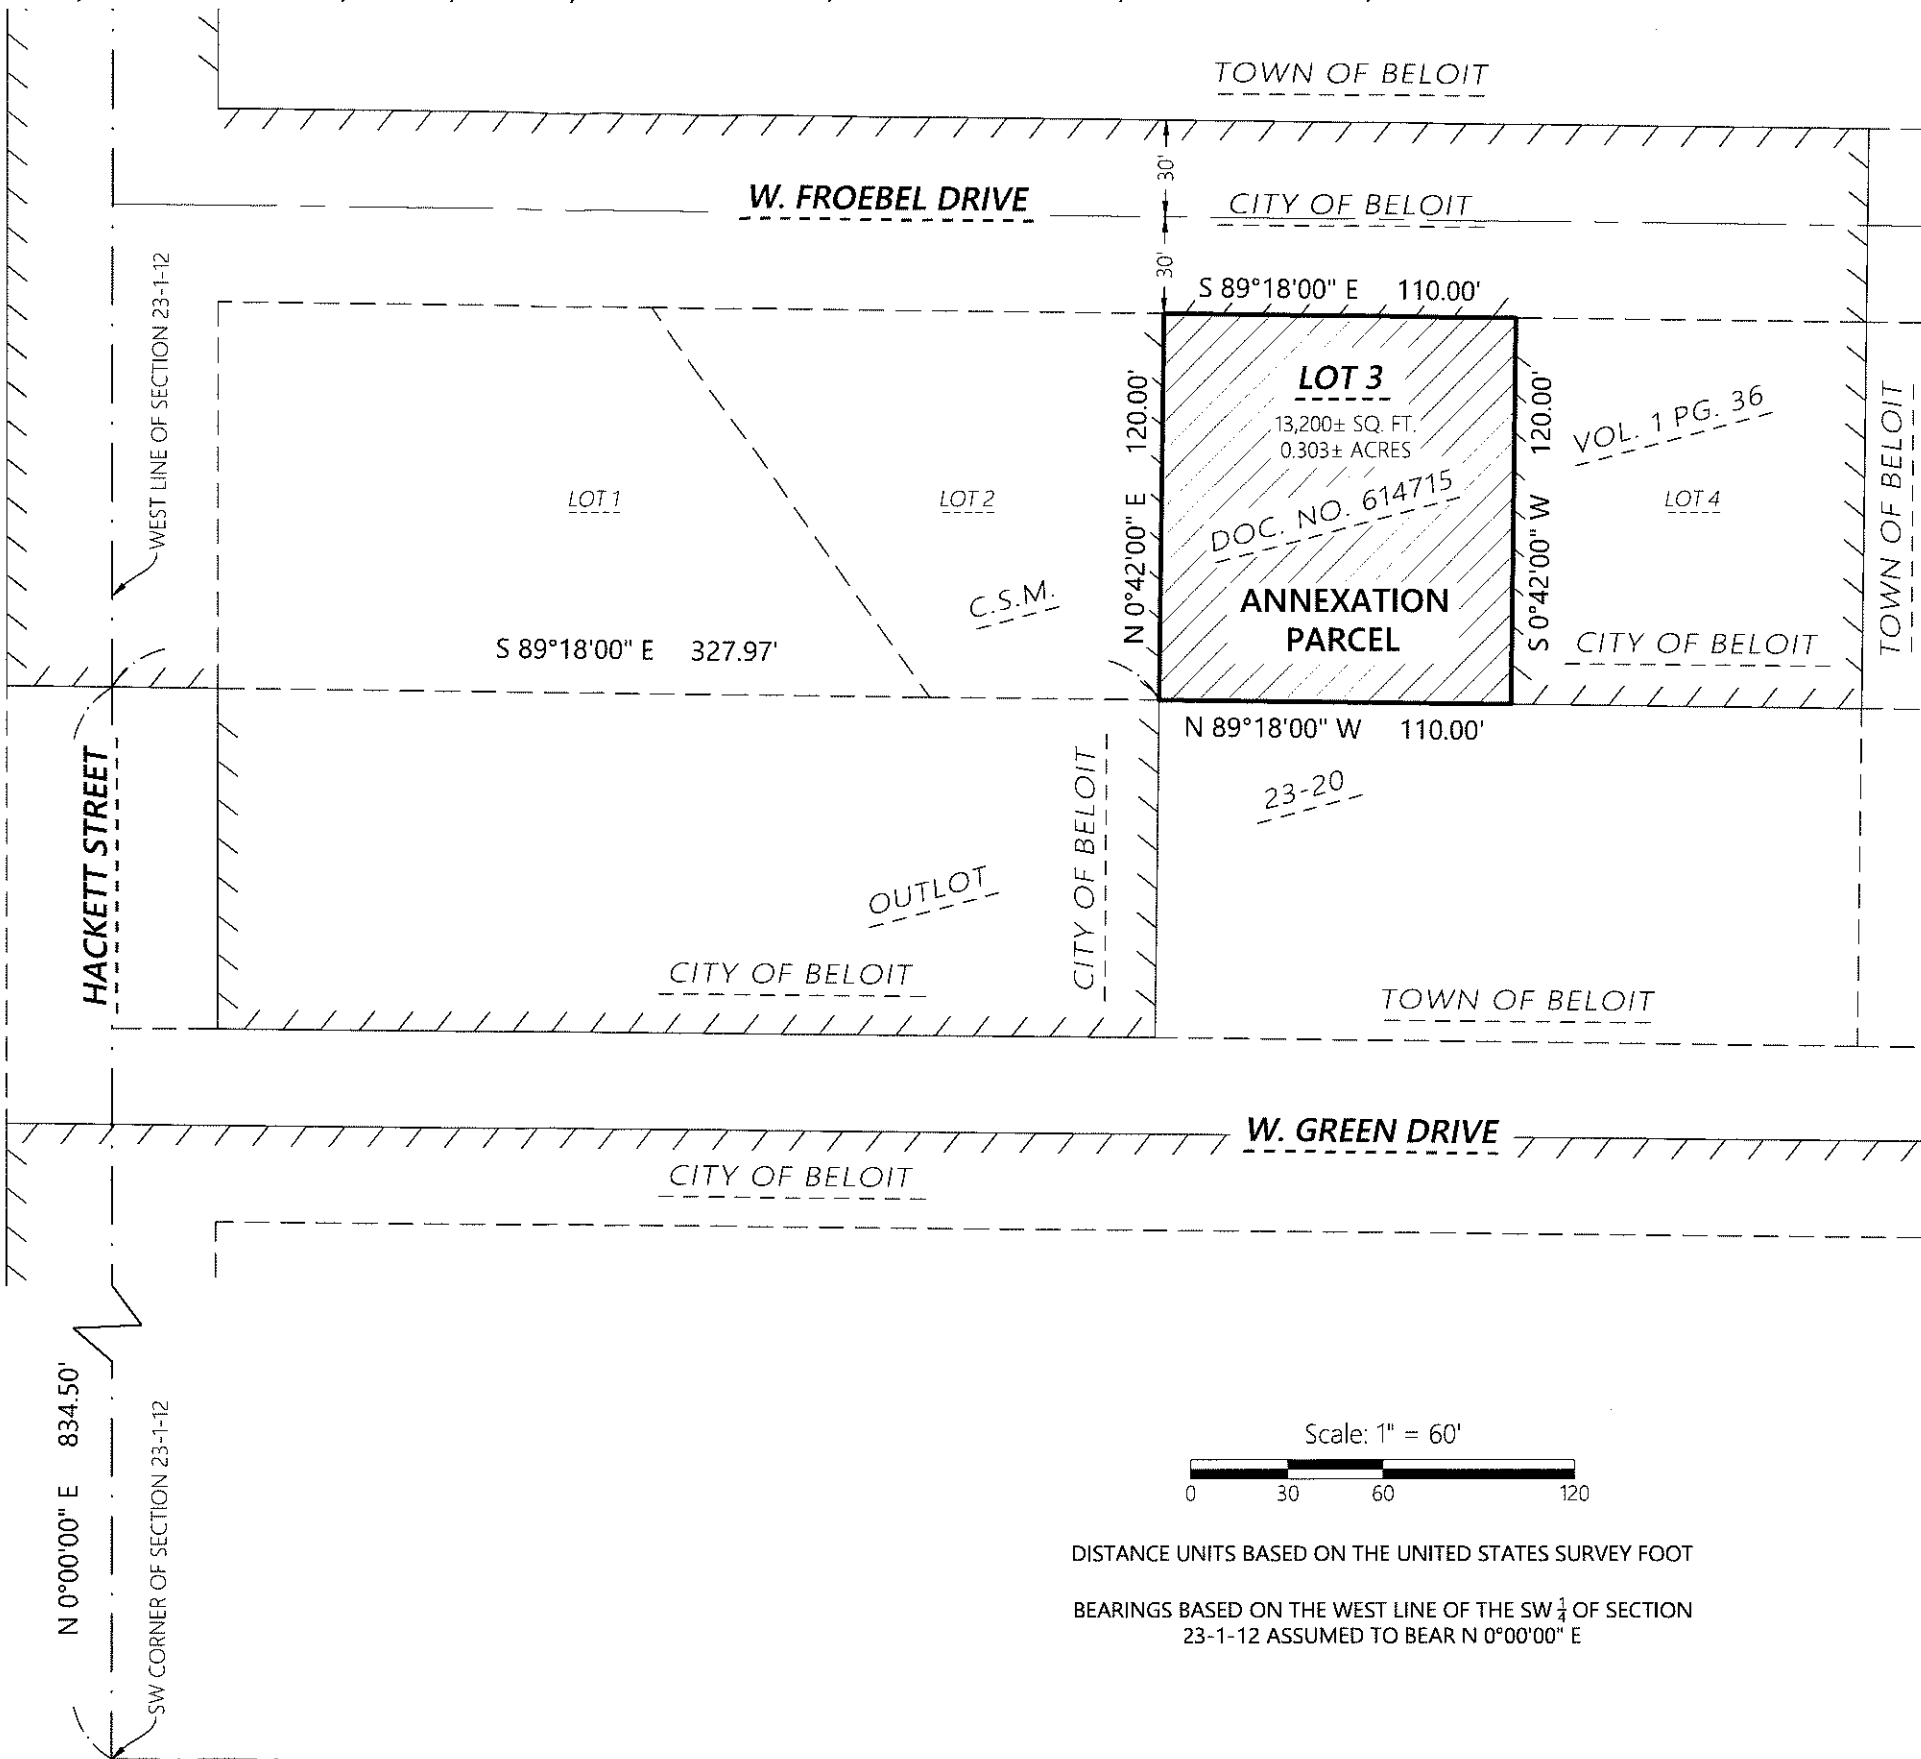 TOWN OF BELOIT
30'
W. FROEBEL DRIVE
CITY OF BELOIT
30'
WEST LINE OF SECTION 23-1-12
S 89°18'00" E 110.00'
LOT 3
13,200± SQ. FT.
0.303± ACRES
N 0°42'00" E 120.00'
S 0°42'00" W 120.00'
VOL. 1 PG. 36
TOWN OF BELOIT
LOT 1
LOT 2
DOC. NO. 614715
LOT 4
C.S.M.
ANNEXATION
PARCEL
S 89°18'00" E 327.97'
CITY OF BELOIT
N 89°18'00" W 110.00'
HACKETT STREET
CITY OF BELOIT
23-20
OUTLOT
CITY OF BELOIT
TOWN OF BELOIT
W. GREEN DRIVE
CITY OF BELOIT
N 0°00'00" E 834.50'
SW CORNER OF SECTION 23-1-12
Scale: 1" = 60'
0 30 60 120
DISTANCE UNITS BASED ON THE UNITED STATES SURVEY FOOT
BEARINGS BASED ON THE WEST LINE OF THE SW 1/4 OF SECTION
23-1-12 ASSUMED TO BEAR N 0°00'00" E